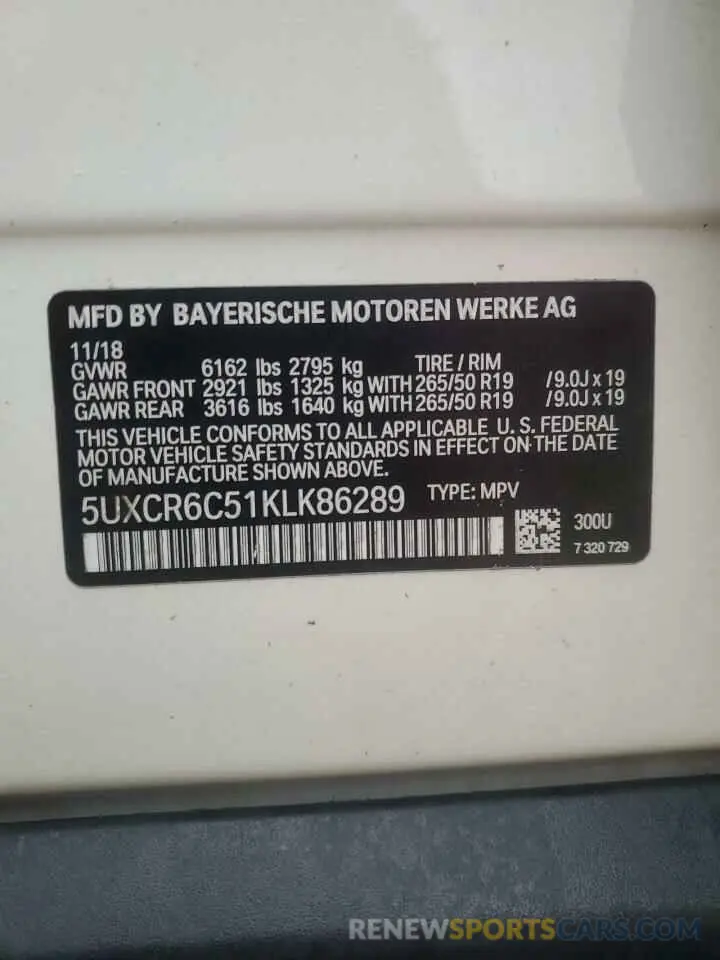 MFD BY BAYERISCHE MOTOREN WERKE AG
11/18
GVWR 6162 lbs 2795 kg TIRE / RIM
GAWR FRONT 2921 lbs 1325 kg WITH 265/50 R19 /9.0J x 19
GAWR REAR 3616 lbs 1640 kg WITH 265/50 R19 /9.0J x 19
THIS VEHICLE CONFORMS TO ALL APPLICABLE U.S. FEDERAL
MOTOR VEHICLE SAFETY STANDARDS IN EFFECT ON THE DATE
OF MANUFACTURE SHOWN ABOVE.
5UXCR6C51KLK86289 TYPE: MPV
300U
7 320 729
RENEWSPORTSCARS.COM